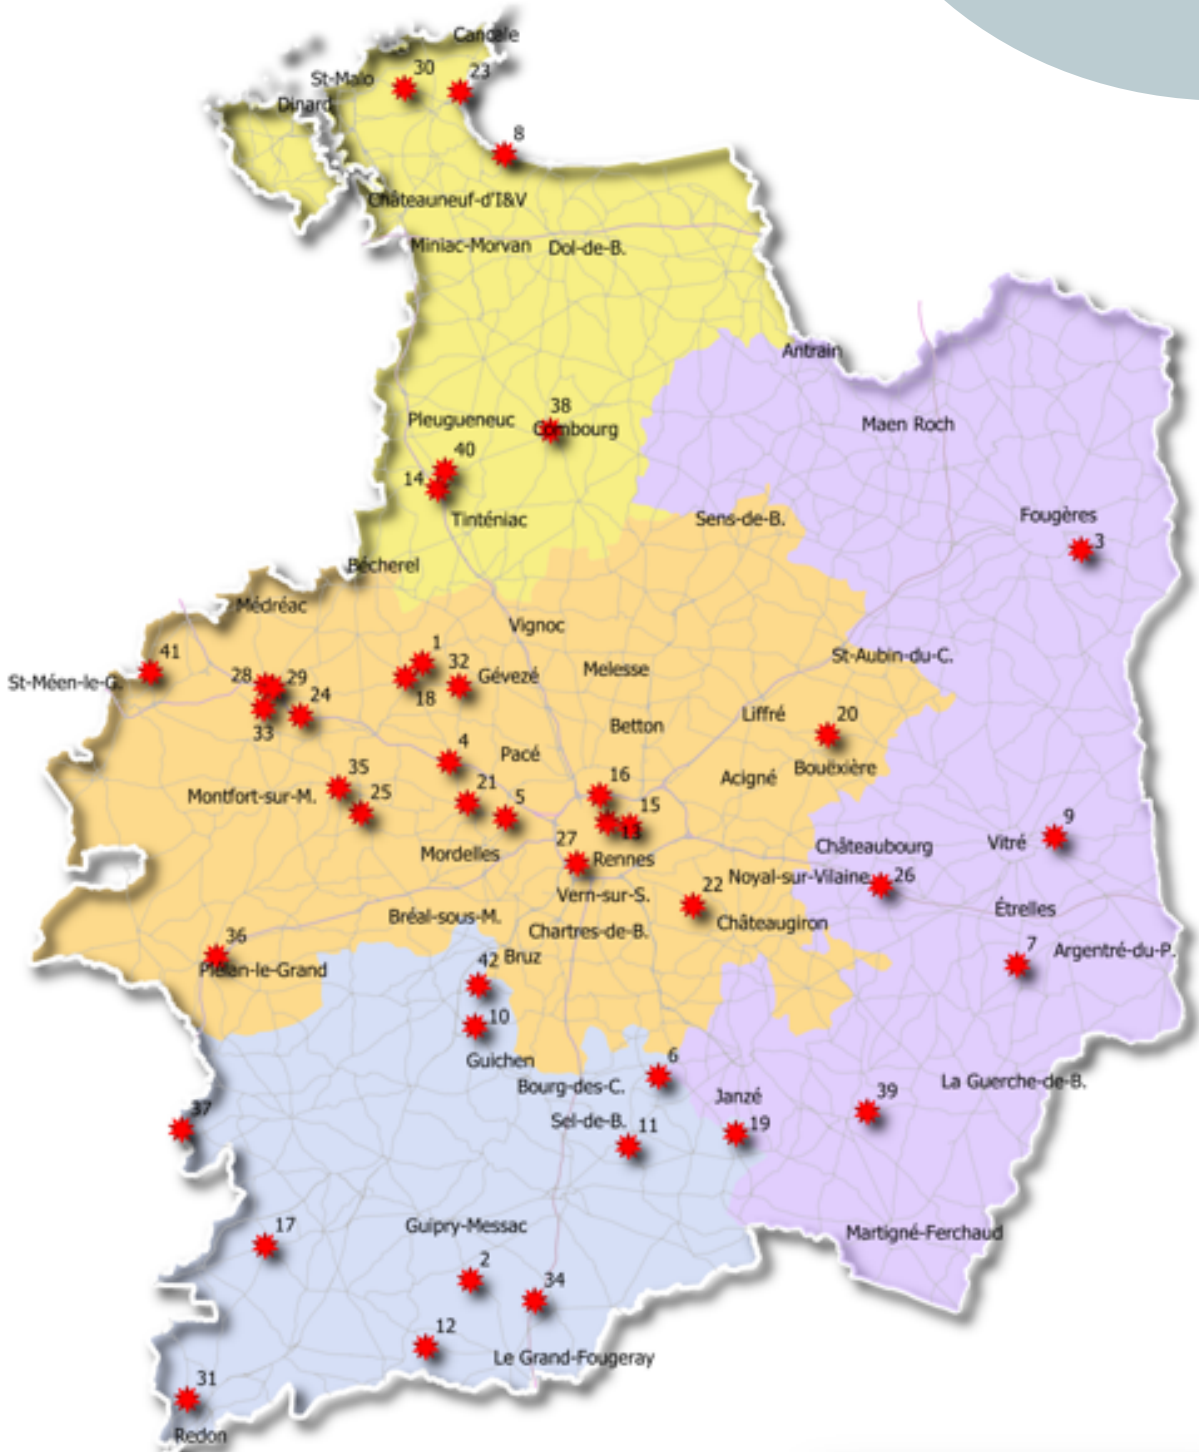 Cancale
30
23
St-Malo
Dinard
8
Châteauneuf-d'I&V
Miniac-Morvan
Dol-de-B.
Antrain
38
Pleugueneuc
Combourg
Maen Roch
40
14
Tinténiac
Sens-de-B.
Fougères
3
Bécherel
Médréac
Vignoc
1
41
32
St-Méen-le-G.
28
29
Gévezé
Melesse
St-Aubin-du-C.
18
24
33
Liffré
20
Betton
4
Pacé
35
16
Acigné
Bouëxière
Montfort-sur-M.
25
21
5
15
13
9
27
Mordelles
Rennes
Châteaubourg
Vitré
22
Noyal-sur-Vilaine
26
Vern-sur-S.
Étrelles
Bréal-sous-M.
Châteaugiron
Chartres-de-B.
36
7
Argentré-du-P.
Bruz
42
Plélan-le-Grand
10
Guichen
6
Bourg-des-C.
La Guerche-de-B.
Janzé
39
37
Sel-de-B.
11
19
17
Guipry-Messac
Martigné-Ferchaud
2
34
12
Le Grand-Fougeray
31
Redon